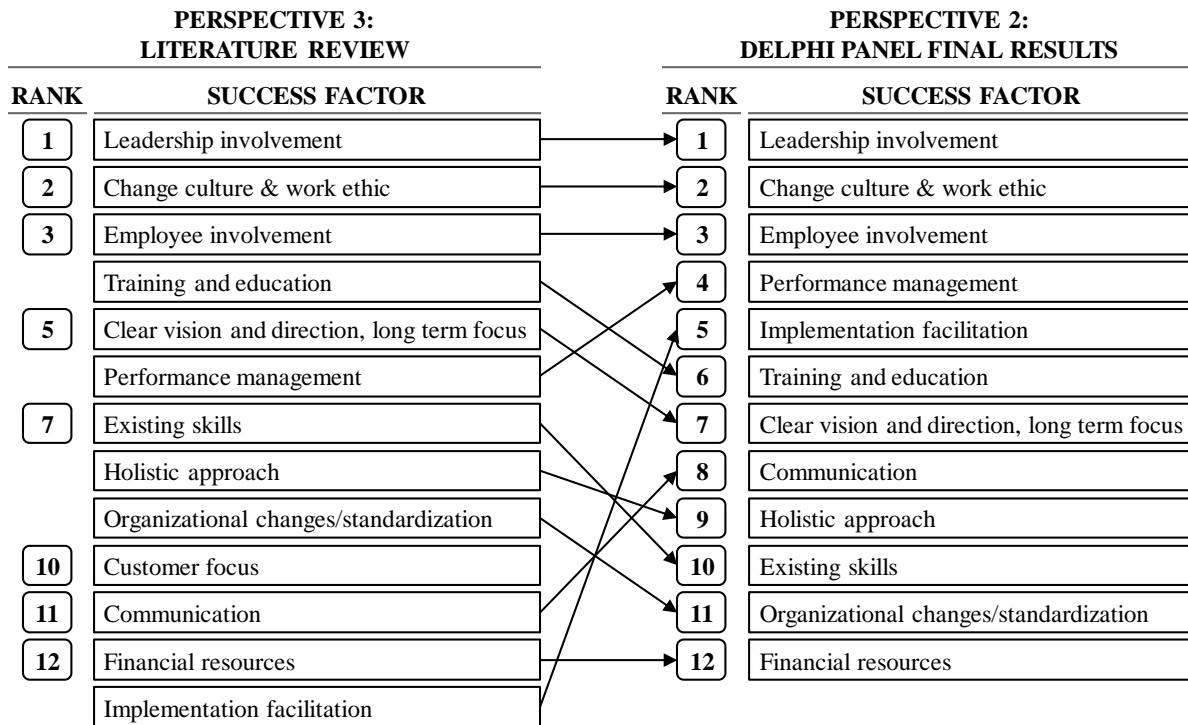 PERSPECTIVE 3:
LITERATURE REVIEW
RANK SUCCESS FACTOR
1 Leadership involvement
2 Change culture & work ethic
3 Employee involvement
Training and education
5 Clear vision and direction, long term focus
Performance management
7 Existing skills
Holistic approach
Organizational changes/standardization
10 Customer focus
11 Communication
12 Financial resources
Implementation facilitation
PERSPECTIVE 2:
DELPHI PANEL FINAL RESULTS
RANK SUCCESS FACTOR
1 Leadership involvement
2 Change culture & work ethic
3 Employee involvement
4 Performance management
5 Implementation facilitation
6 Training and education
7 Clear vision and direction, long term focus
8 Communication
9 Holistic approach
10 Existing skills
11 Organizational changes/standardization
12 Financial resources